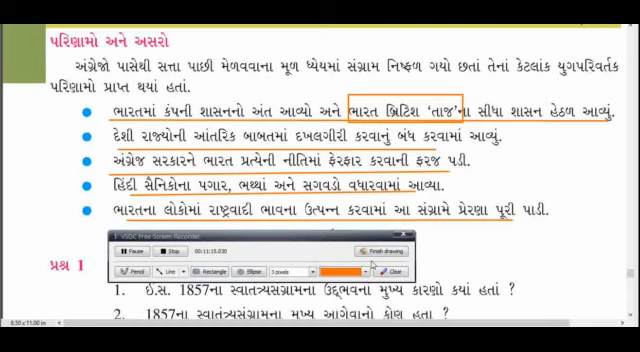 પરિણામો અને અસરો
અંગ્રેજો પાસેથી સત્તા પાછી મેળવવાના મૂળ ધ્યેયમાં સંગ્રામ નિષ્ફળ ગયો છતાં તેનાં કેટલાંક યુગપરિવર્તક
પરિણામો પ્રાપ્ત થયાં હતાં.
ભારતમાં કંપની શાસનનો અંત આવ્યો અને ભારત બ્રિટિશ ‘તાજ’ના સીધા શાસન હેઠળ આવ્યું.
દેશી રાજ્યોની આંતરિક બાબતમાં દખલગીરી કરવાનું બંધ કરવામાં આવ્યું.
અંગ્રેજ સરકારને ભારત પ્રત્યેની નીતિમાં ફેરફાર કરવાની ફરજ પડી.
હિંદી સૈનિકોના પગાર, ભથ્થાં અને સગવડો વધારવામાં આવ્યા.
ભારતના લોકોમાં રાષ્ટ્રવાદી ભાવના ઉત્પન્ન કરવામાં આ સંગ્રામે પ્રેરણા પૂરી પાડી.
VSDC Free Screen Recorder
Pause Stop 00:11:15.030 Finish drawing
Pencil Line Rectangle Ellipse 3 pixels Clear
પ્રશ્ન 1
1. ઇ.સ. 1857ના સ્વાતંત્ર્યસંગ્રામના ઉદ્ભવના મુખ્ય કારણો ક્યાં હતાં ?
2. 1857ના સ્વાતંત્ર્યસંગ્રામના મુખ્ય આગેવાનો કોણ હતા ?
8.50 x 11.00 in